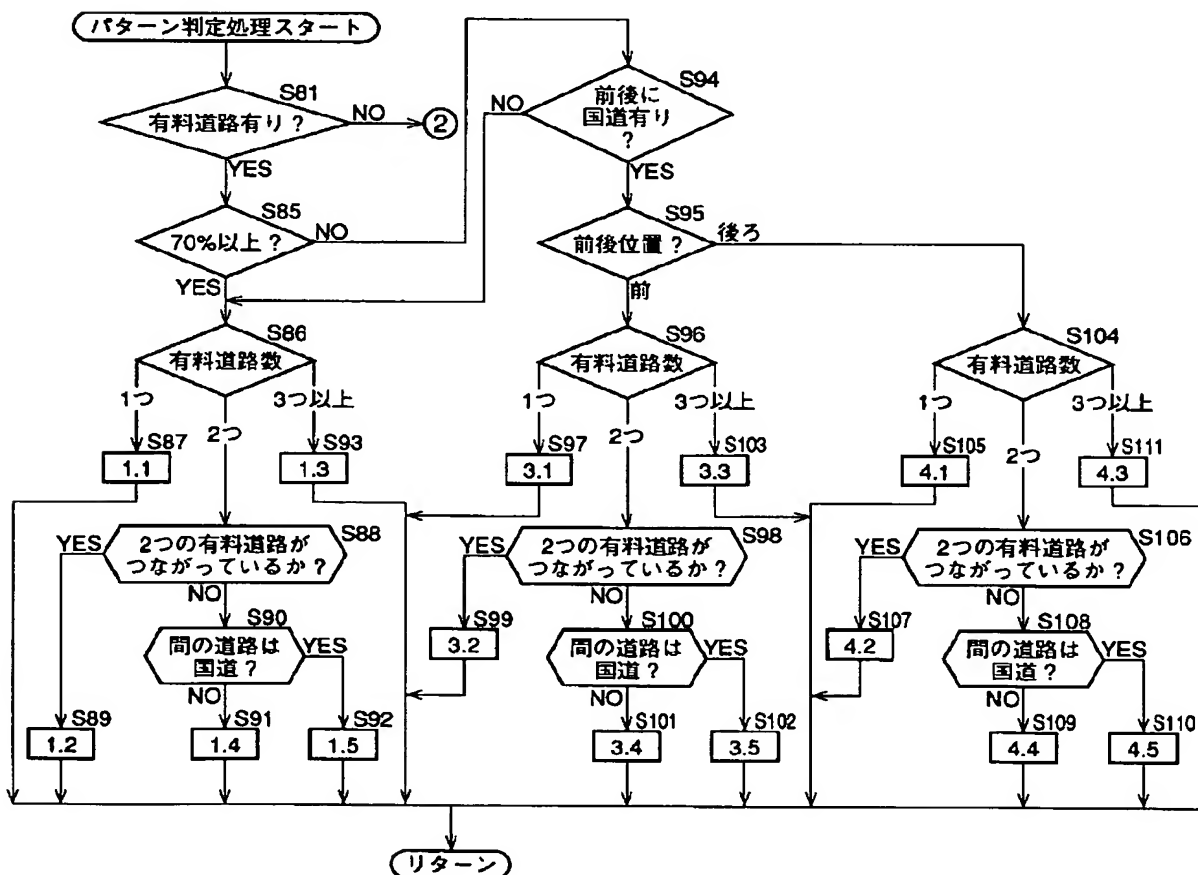 パターン判定処理スタート
S81
有料道路有り？
NO
2
YES
S85
70%以上？
NO
YES
S94
前後に
国道有り
？
NO
YES
S95
前後位置？
後ろ
前
S86
有料道路数
1つ
2つ
3つ以上
S87
1.1
S93
1.3
S88
2つの有料道路が
つながっているか？
YES
NO
S90
間の道路は
国道？
YES
NO
S89
1.2
S91
1.4
S92
1.5
S96
有料道路数
1つ
2つ
3つ以上
S97
3.1
S103
3.3
S98
2つの有料道路が
つながっているか？
YES
NO
S99
3.2
S100
間の道路は
国道？
YES
NO
S101
3.4
S102
3.5
S104
有料道路数
1つ
2つ
3つ以上
S105
4.1
S111
4.3
S106
2つの有料道路が
つながっているか？
YES
NO
S107
4.2
S108
間の道路は
国道？
YES
NO
S109
4.4
S110
4.5
リターン